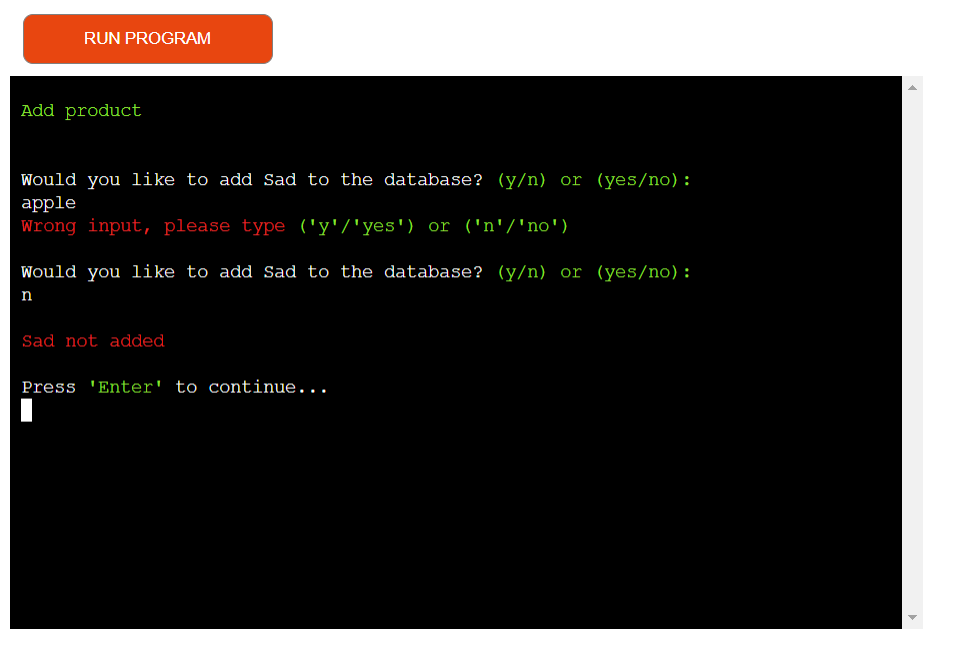 RUN PROGRAM
Add product
Would you like to add Sad to the database? (y/n) or (yes/no):
apple
Wrong input, please type ('y'/'yes') or ('n'/'no')
Would you like to add Sad to the database? (y/n) or (yes/no):
n
Sad not added
Press 'Enter' to continue...